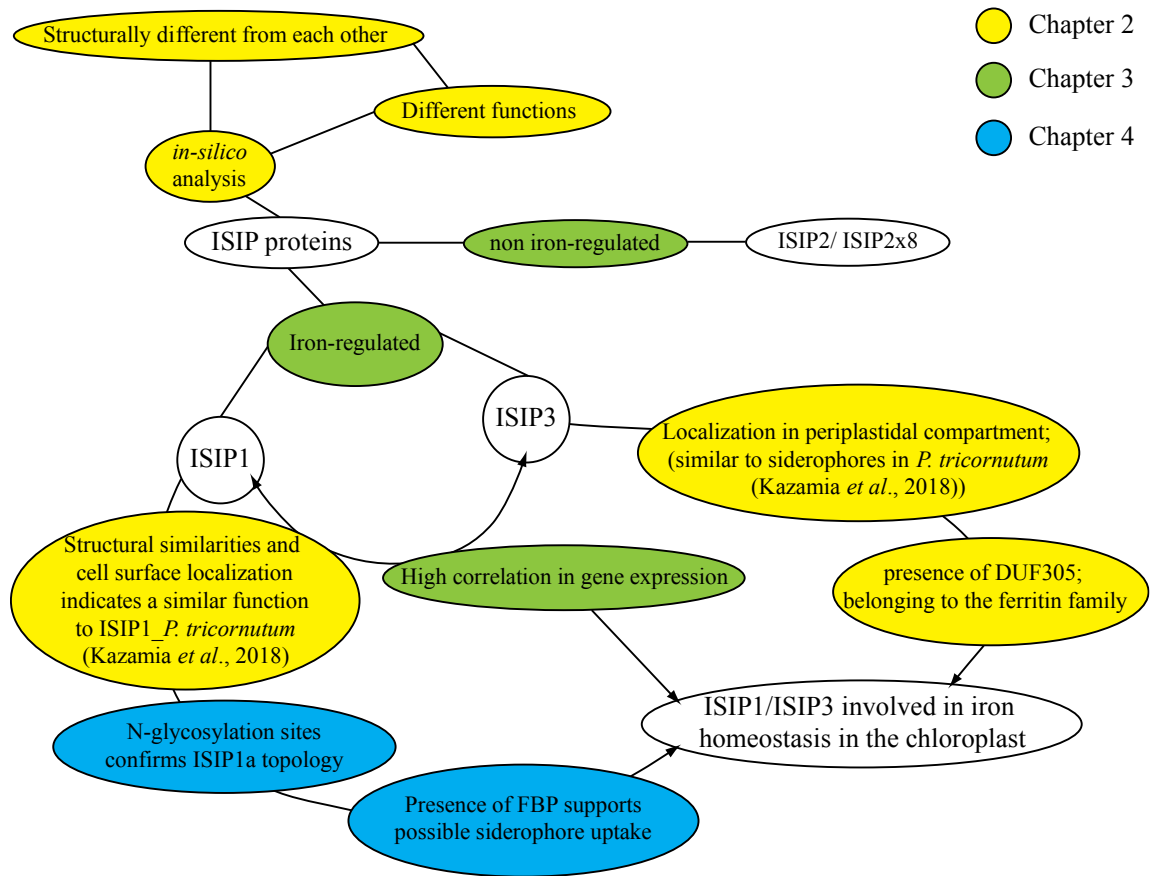 Structurally different from each other
Different functions
in-silico
analysis
ISIP proteins
non iron-regulated
ISIP2/ ISIP2x8
Iron-regulated
ISIP1
ISIP3
Localization in periplastidal compartment;
(similar to siderophores in P. tricornutum
(Kazamia et al., 2018))
Structural similarities and
cell surface localization
indicates a similar function
to ISIP1_P. tricornutum
(Kazamia et al., 2018)
High correlation in gene expression
presence of DUF305;
belonging to the ferritin family
N-glycosylation sites
confirms ISIP1a topology
ISIP1/ISIP3 involved in iron
homeostasis in the chloroplast
Presence of FBP supports
possible siderophore uptake
Chapter 2
Chapter 3
Chapter 4